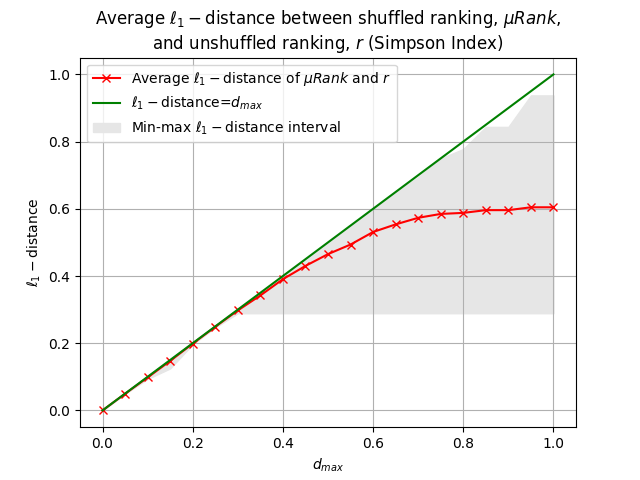 Average ℓ₁ − distance between shuffled ranking, μRank,
and unshuffled ranking, r (Simpson Index)
Average ℓ₁ − distance of μRank and r
ℓ₁ − distance=d_max
Min-max ℓ₁ − distance interval
1.0
0.8
0.6
0.4
0.2
0.0
ℓ₁ − distance
0.0 0.2 0.4 0.6 0.8 1.0
d_max